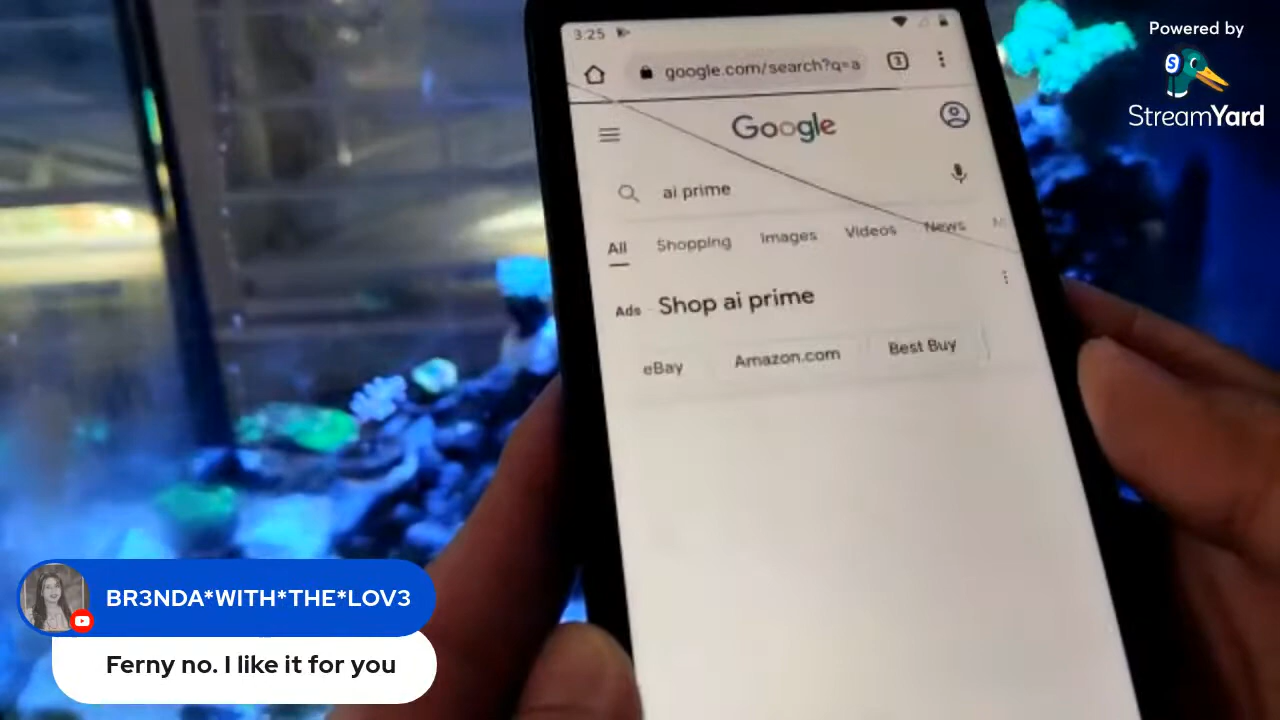 Powered by
StreamYard
3:25
google.com/search?q=a
3
Google
ai prime
All Shopping Images Videos News M
Ads Shop ai prime
eBay Amazon.com Best Buy
BR3NDA*WITH*THE*LOV3
Ferny no. I like it for you